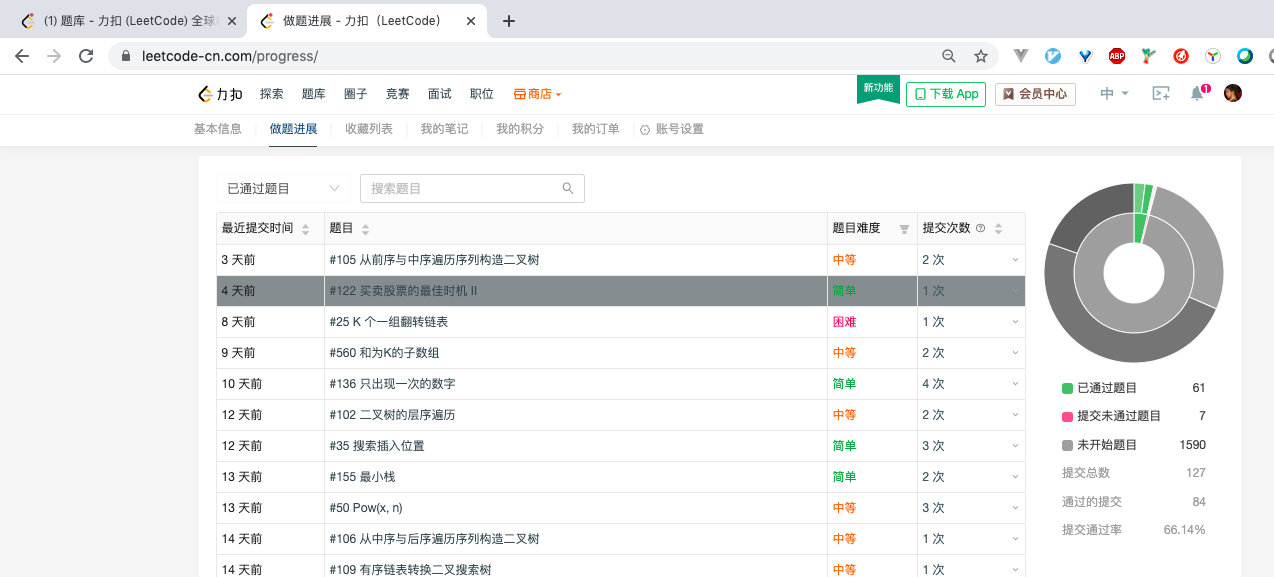 (1) 题库 - 力扣 (LeetCode) 全球
做题进展 - 力扣（LeetCode）
leetcode-cn.com/progress/
ABP
力扣 探索 题库 圈子 竞赛 面试 职位 商店 新功能 下载 App 会员中心 中 1
基本信息 做题进展 收藏列表 我的笔记 我的积分 我的订单 账号设置
已通过题目 搜索题目
最近提交时间 题目 题目难度 提交次数
3 天前 #105 从前序与中序遍历序列构造二叉树 中等 2 次
4 天前 #122 买卖股票的最佳时机 II 简单 1 次
8 天前 #25 K 个一组翻转链表 困难 1 次
9 天前 #560 和为K的子数组 中等 2 次
10 天前 #136 只出现一次的数字 简单 4 次
12 天前 #102 二叉树的层序遍历 中等 2 次
12 天前 #35 搜索插入位置 简单 3 次
13 天前 #155 最小栈 简单 2 次
13 天前 #50 Pow(x, n) 中等 3 次
14 天前 #106 从中序与后序遍历序列构造二叉树 中等 1 次
14 天前 #109 有序链表转换二叉搜索树 中等 1 次
已通过题目 61
提交未通过题目 7
未开始题目 1590
提交总数 127
通过的提交 84
提交通过率 66.14%